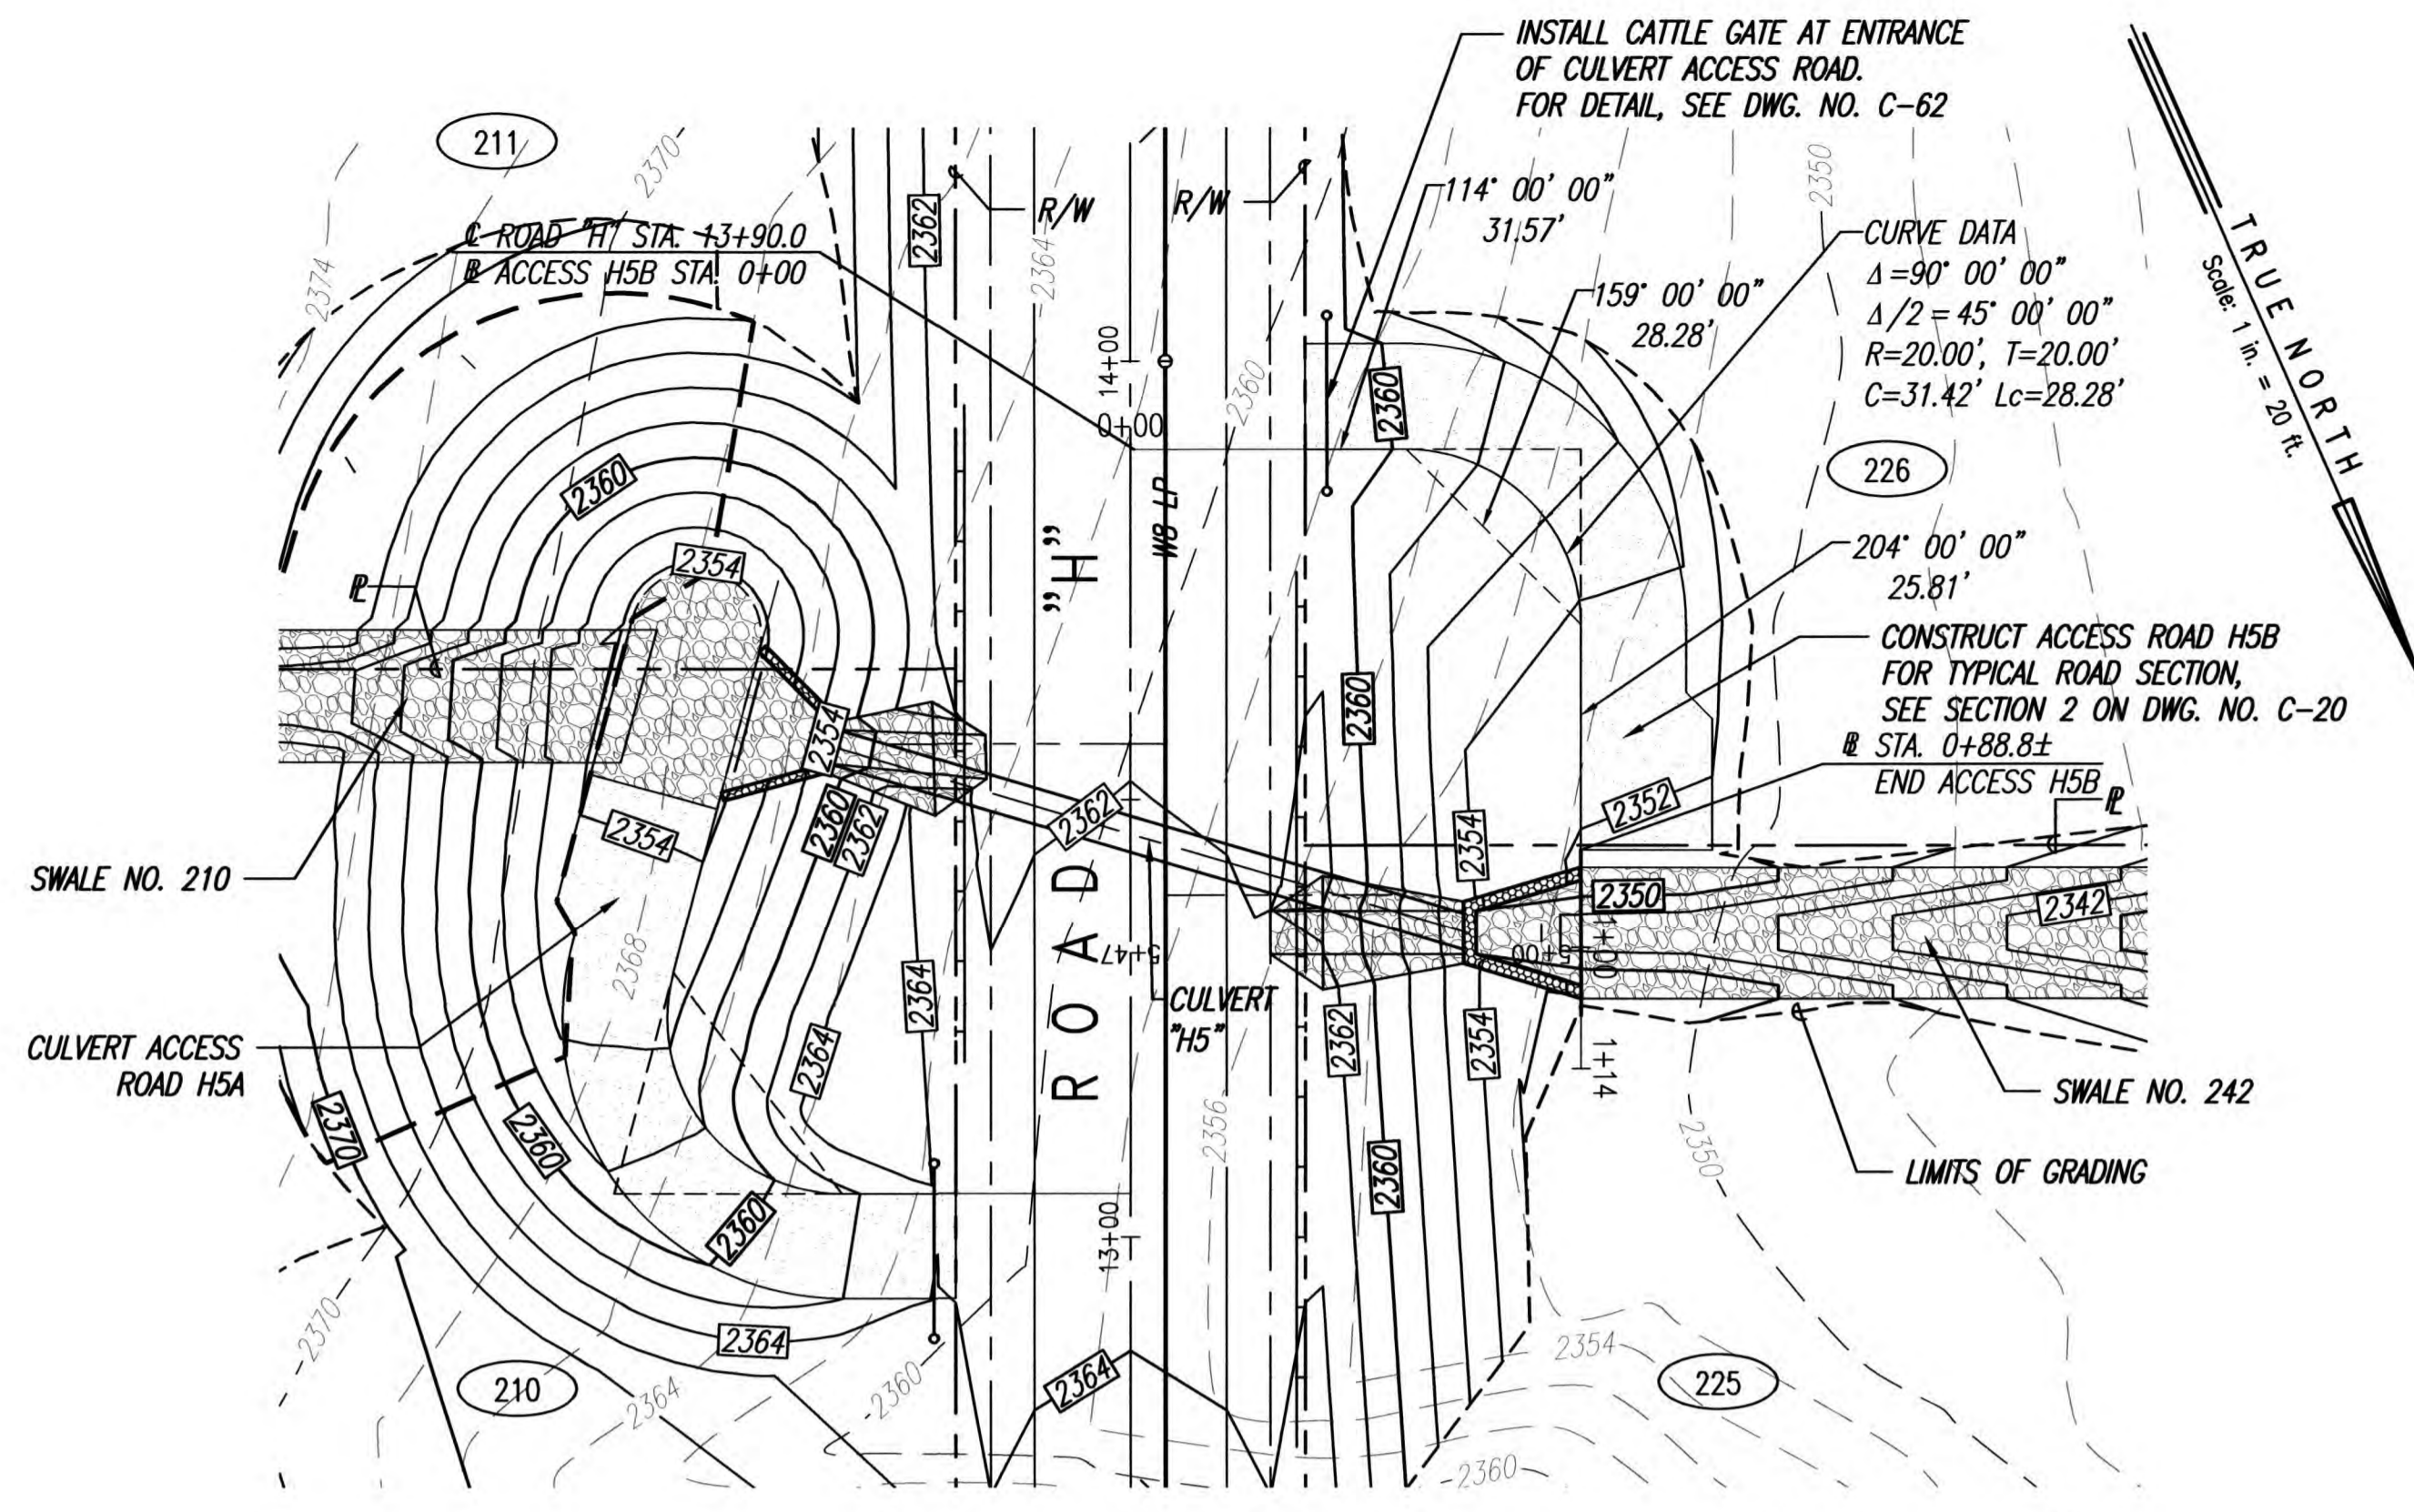 INSTALL CATTLE GATE AT ENTRANCE
OF CULVERT ACCESS ROAD.
FOR DETAIL, SEE DWG. NO. C-62
211
2370
2374
℄ ROAD "H" STA. 13+90.0
ACCESS H5B STA. 0+00
2362
R/W
R/W
2364
114° 00' 00"
31.57'
159° 00' 00"
28.28'
2350
CURVE DATA
Δ=90° 00' 00"
Δ/2 = 45° 00' 00"
R=20.00', T=20.00'
C=31.42' Lc=28.28'
TRUE NORTH
Scale: 1 in. = 20 ft.
14+00
0+00
2360
2360
2360
226
W8 LP
204° 00' 00"
25.81'
2354
℄
CONSTRUCT ACCESS ROAD H5B
FOR TYPICAL ROAD SECTION,
SEE SECTION 2 ON DWG. NO. C-20
STA. 0+88.8±
END ACCESS H5B
2354
2360
2362
2362
2360
2354
2352
℄
2354
SWALE NO. 210
ROAD "H"
2350
2342
5+00
1+00
5+47
2368
2364
CULVERT
"H5"
2362
2354
1+14
CULVERT ACCESS
ROAD H5A
2364
SWALE NO. 242
2370
2360
2356
2360
2350
LIMITS OF GRADING
2360
13+00
2370
2364
2360
2364
2354
210
2364
225
2360